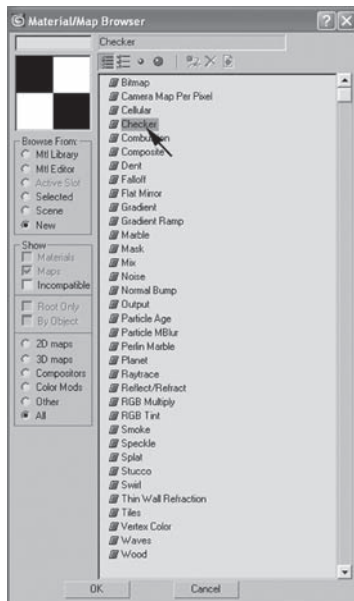 Material/Map Browser
Checker
Bitmap
Camera Map Per Pixel
Cellular
Checker
Combustion
Composite
Dent
Falloff
Flat Mirror
Gradient
Gradient Ramp
Marble
Mask
Mix
Noise
Normal Bump
Output
Particle Age
Particle MBlur
Perlin Marble
Planet
Raytrace
Reflect/Refract
RGB Multiply
RGB Tint
Smoke
Speckle
Splat
Stucco
Swirl
Thin Wall Refraction
Tiles
Vertex Color
Waves
Wood
Browse From:
Mtl Library
Mtl Editor
Active Slot
Selected
Scene
New
Show
Materials
Maps
Incompatible
Root Only
By Object
2D maps
3D maps
Compositors
Color Mods
Other
All
OK
Cancel